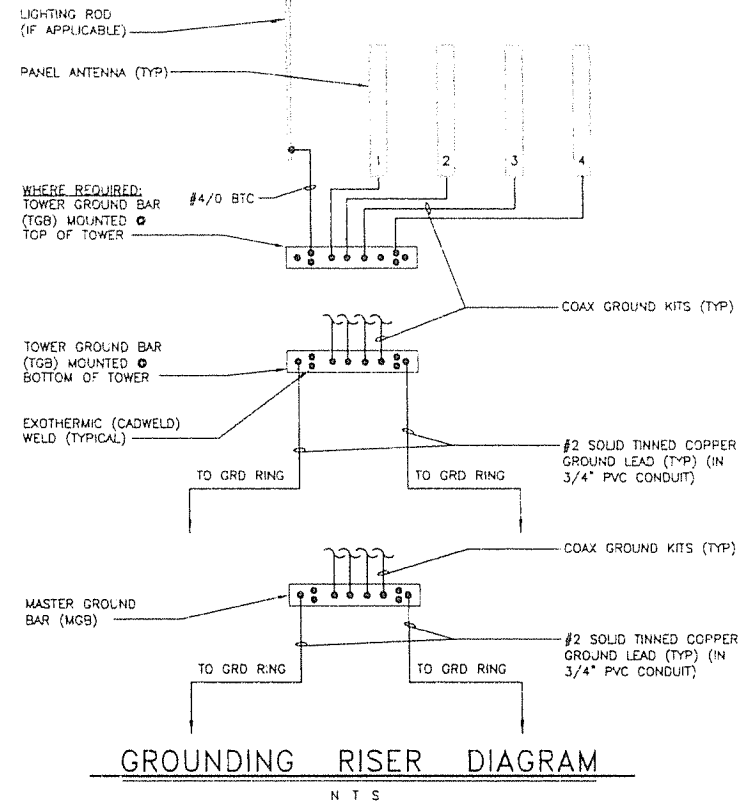 LIGHTING ROD
(IF APPLICABLE)
PANEL ANTENNA (TYP)
1
2
3
4
WHERE REQUIRED:
TOWER GROUND BAR
(TGB) MOUNTED @
TOP OF TOWER
#4/0 BTC
COAX GROUND KITS (TYP)
TOWER GROUND BAR
(TGB) MOUNTED @
BOTTOM OF TOWER
EXOTHERMIC (CADWELD)
WELD (TYPICAL)
#2 SOLID TINNED COPPER
GROUND LEAD (TYP) (IN
3/4" PVC CONDUIT)
TO GRD RING
TO GRD RING
COAX GROUND KITS (TYP)
MASTER GROUND
BAR (MGB)
#2 SOLID TINNED COPPER
GROUND LEAD (TYP) (IN
3/4" PVC CONDUIT)
TO GRD RING
TO GRD RING
GROUNDING RISER DIAGRAM
N T S